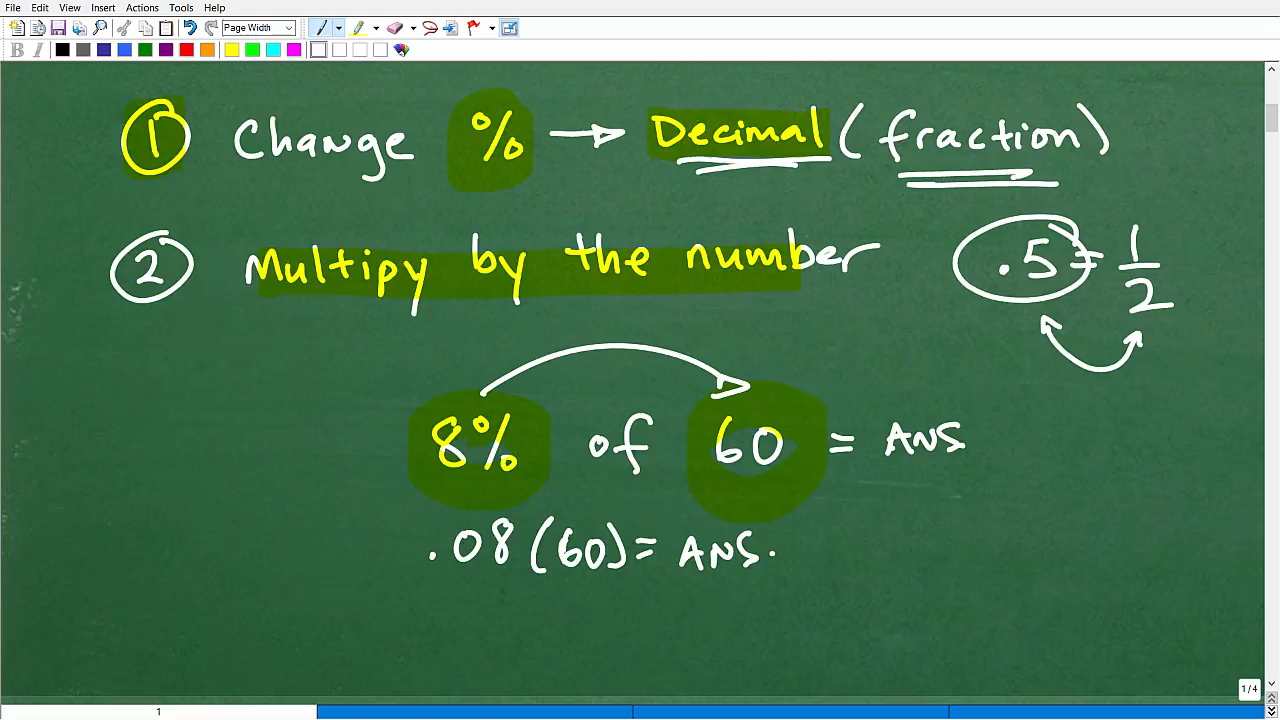 File Edit View Insert Actions Tools Help
Page Width
B I
1 Change % → Decimal (fraction)
2 Multipy by the number
.5 = 1/2
8% of 60 = ANS
.08(60) = ANS.
1/4
1